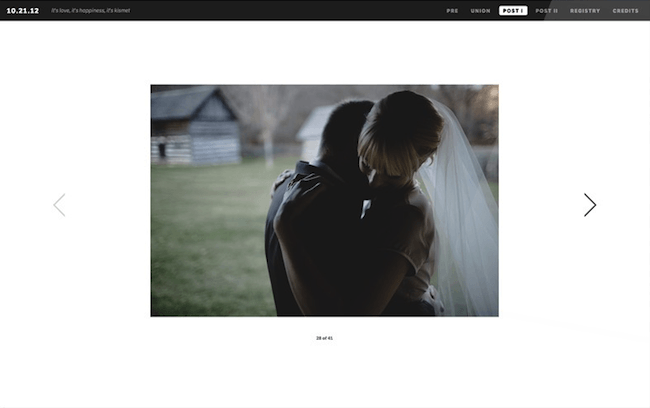 10.21.12 It's love, it's happiness, it's kismet! PRE UNION POST I POST II REGISTRY CREDITS
28 of 41